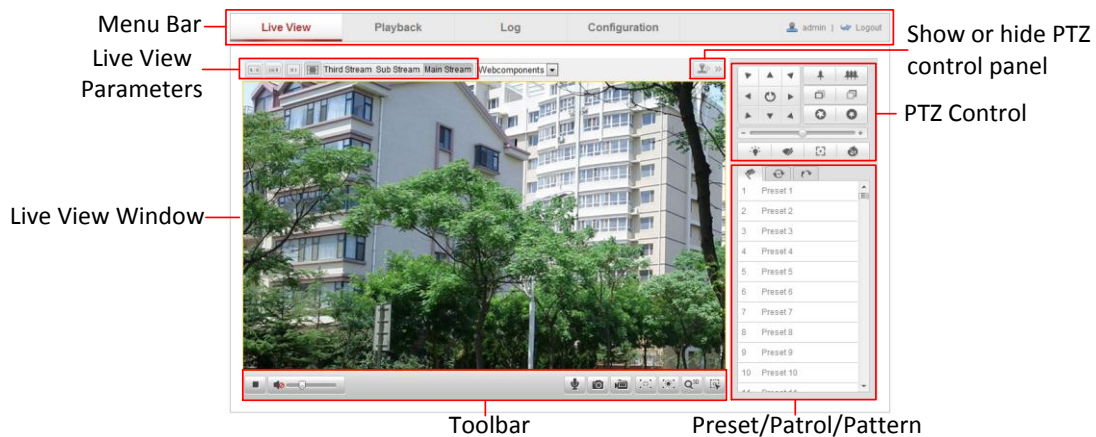 Menu Bar
Live View Playback Log Configuration admin | Logout
Live View
Parameters
Show or hide PTZ
control panel
Third Stream Sub Stream Main Stream Webcomponents
PTZ Control
Live View Window
1 Preset 1
2 Preset 2
3 Preset 3
4 Preset 4
5 Preset 5
6 Preset 6
7 Preset 7
8 Preset 8
9 Preset 9
10 Preset 10
Toolbar
Preset/Patrol/Pattern